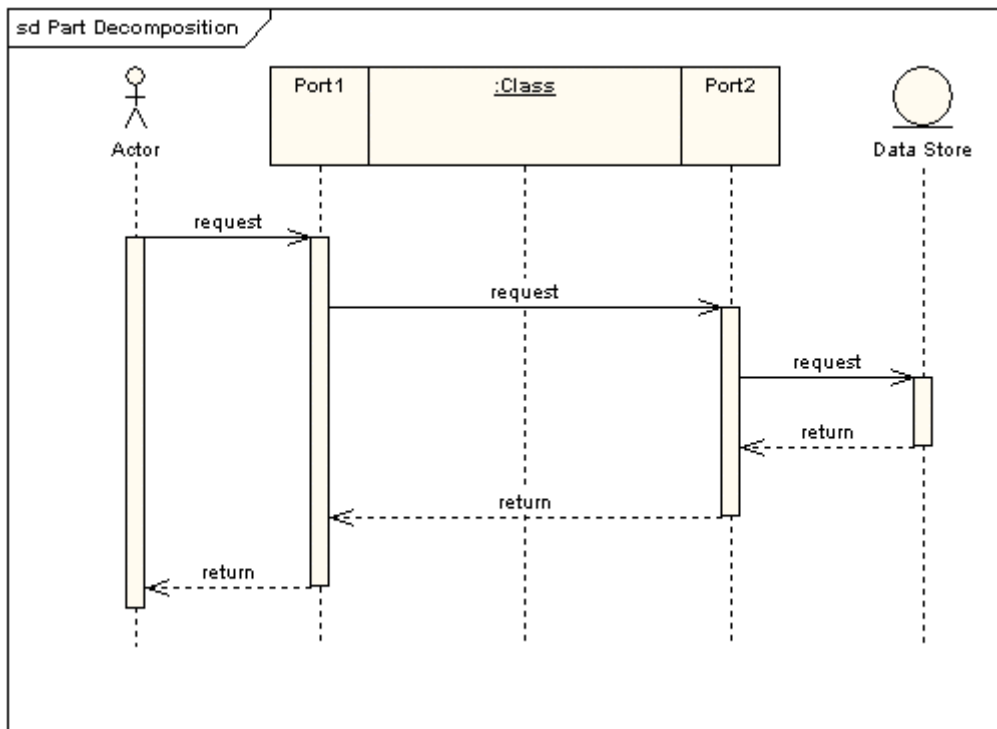 sd Part Decomposition
Actor
Port1
:Class
Port2
Data Store
request
request
request
return
return
return